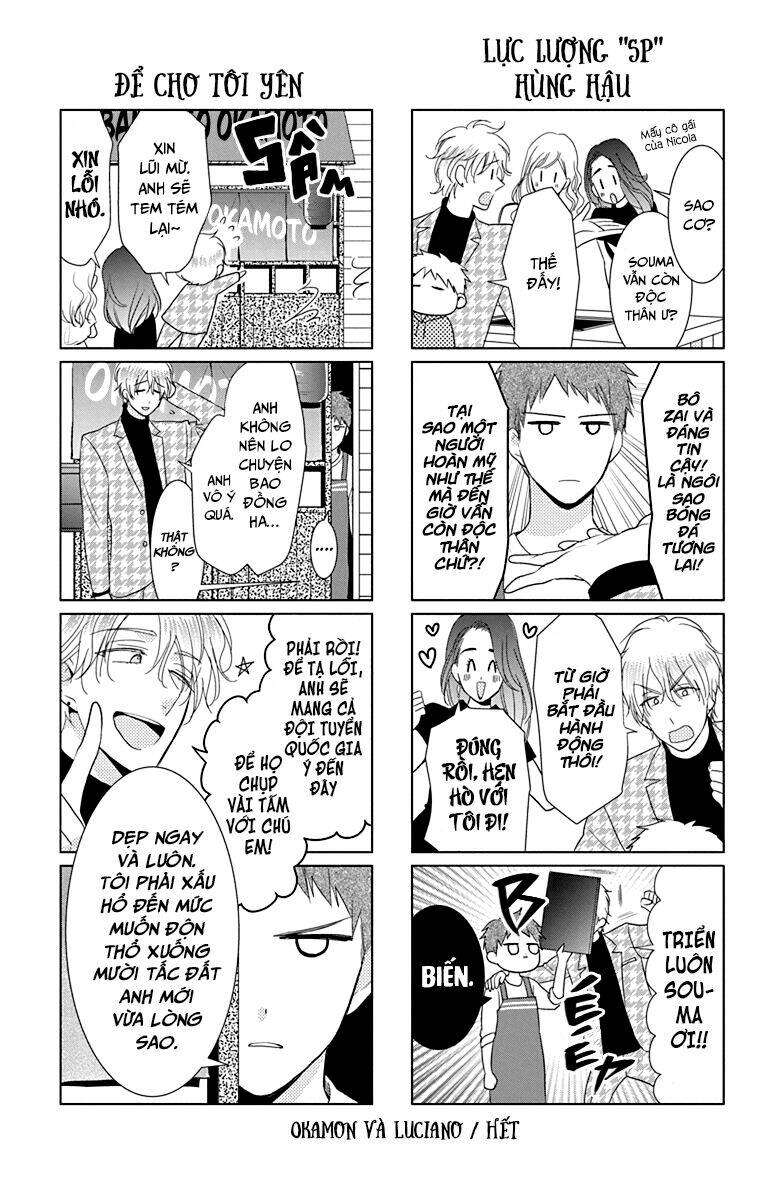 LỰC LƯỢNG "SP"
HÙNG HẬU
Mấy cô gái
của Nicola
SAO
CƠ?
SOUMA
VẪN CÒN
ĐỘC
THÂN Ư?
THẾ
ĐẤY!
BÔ
ZAI VÀ
ĐÁNG
TIN
CẬY!
LÀ NGÔI
SAO
BÓNG
ĐÁ
TƯƠNG
LAI!
TẠI
SAO MỘT
NGƯỜI
HOÀN MỸ
NHƯ THẾ
MÀ ĐẾN
GIỜ VẪN
CÒN ĐỘC
THÂN
CHỨ?!
TỪ GIỜ
PHẢI
BẮT ĐẦU
HÀNH
ĐỘNG
THÔI!
ĐÚNG
RỒI, HẸN
HÒ VỚI
TÔI ĐI!
TRIỂN
LUÔN
SOU-
MA
ƠI!!
BÉÉP
BIẾN.
ĐỂ CHO TÔI YÊN
BA
O OKAMOTO
SẦM
OKAMOTO
XIN
LŨI MỪ.
ANH SẼ
TEM TÉM
LẠI~
XIN
LỖI
NHÓ.
OKAMOTO
ANH
KHÔNG
NÊN LO
CHUYỆN
BAO
ĐỒNG
HA...
ANH
VÔ Ý
QUÁ.
....
THẬT
KHÔNG
?
PHẢI RỒI!
ĐỂ TẠ LỖI,
ANH SẼ
MANG CẢ
ĐỘI TUYỂN
QUỐC GIA
Ý ĐẾN
ĐÂY
ĐỂ HỌ
CHỤP
VÀI TẤM
VỚI CHÚ
EM!
DẸP NGAY
VÀ LUÔN.
TÔI PHẢI XẤU
HỔ ĐẾN MỨC
MUỐN ĐỘN
THỔ XUỐNG
MƯỜI TẤC ĐẤT
ANH MỚI
VỪA LÒNG
SAO.
OKAMON VÀ LUCIANO / HẾT